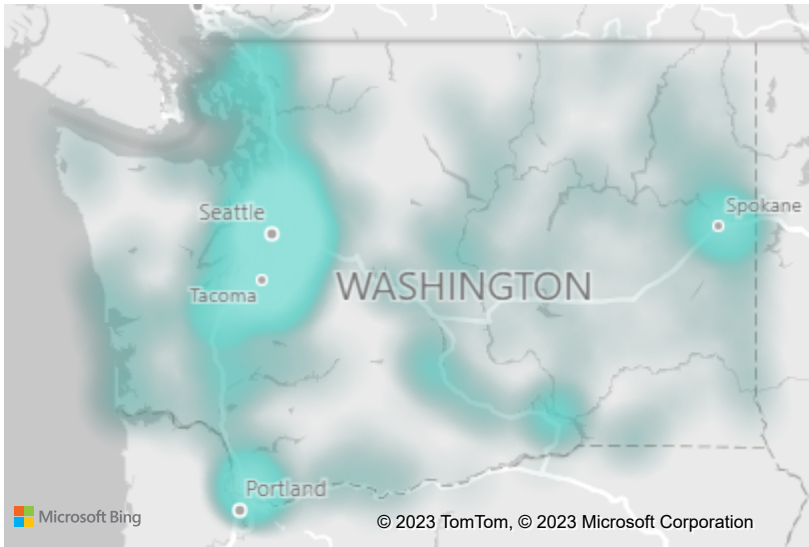 Spokane
Seattle
Tacoma
WASHINGTON
Portland
Microsoft Bing
© 2023 TomTom, © 2023 Microsoft Corporation